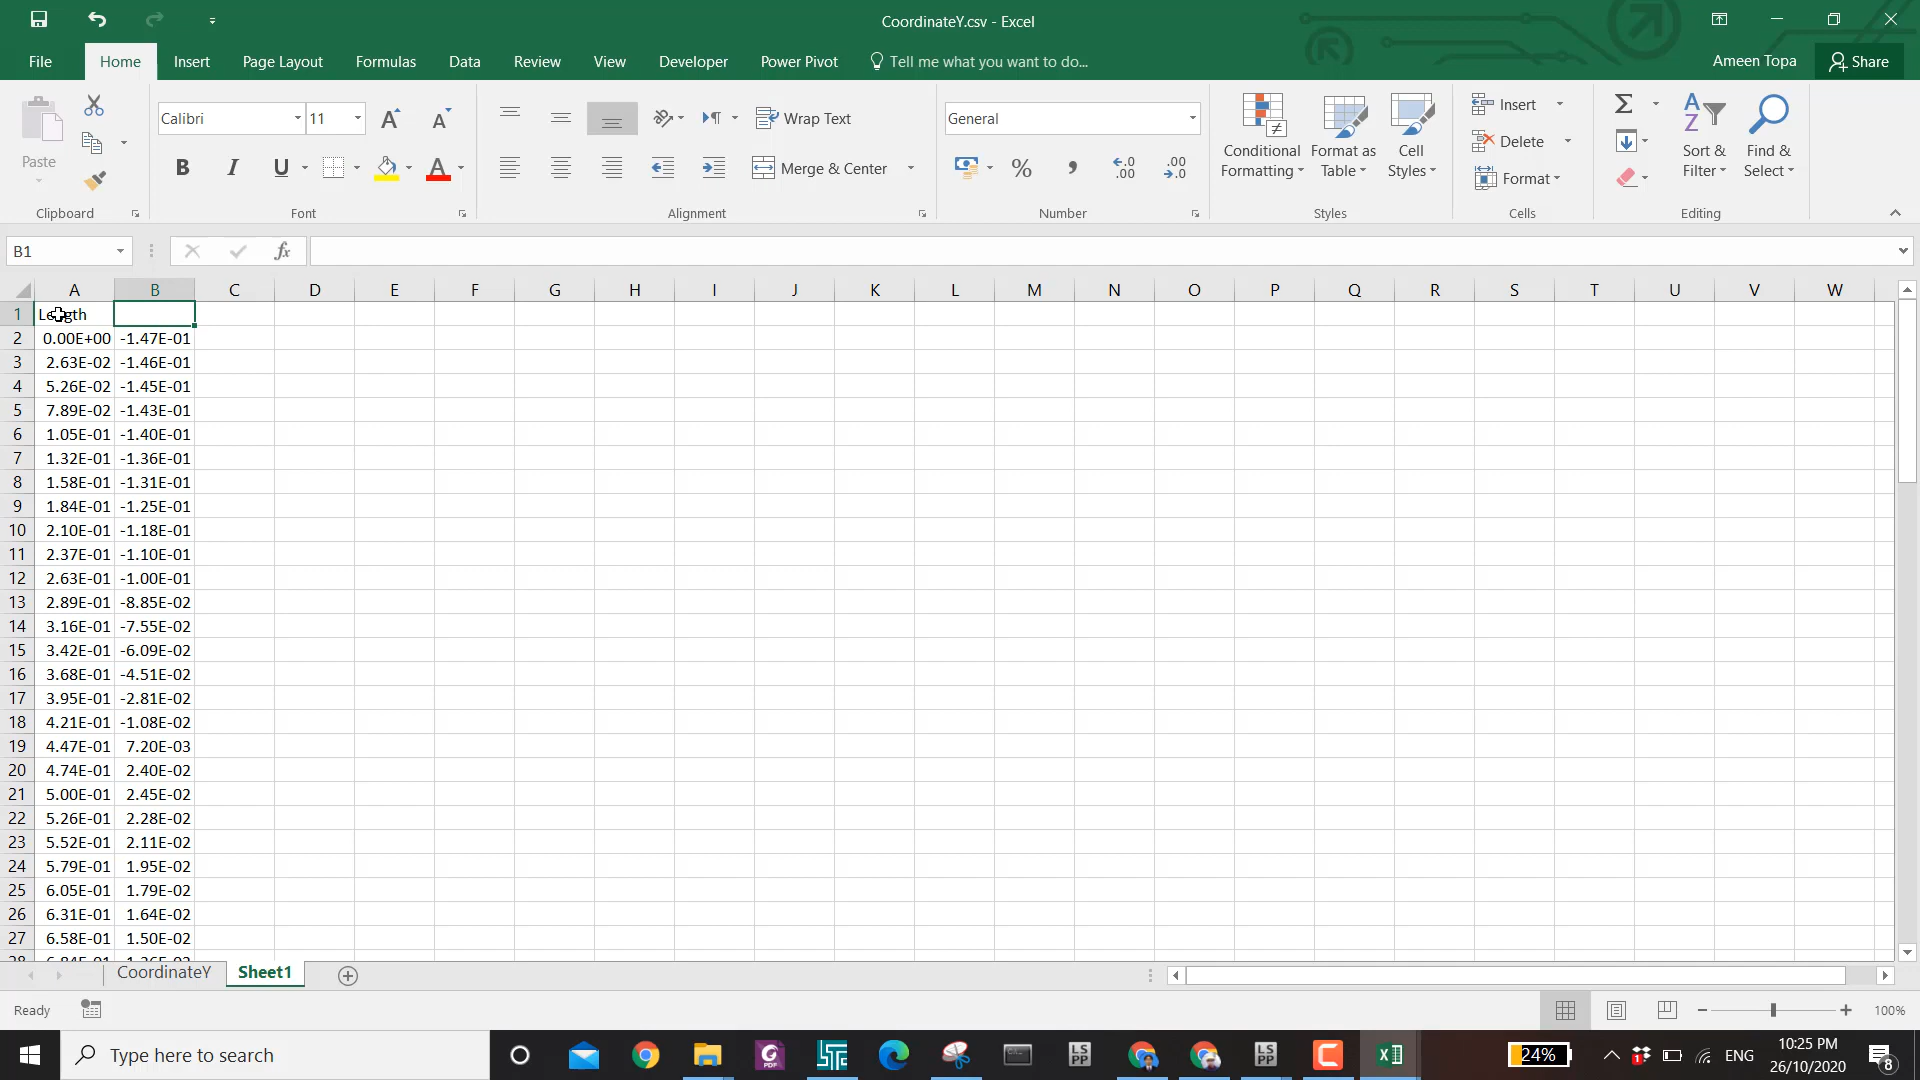 CoordinateY.csv - Excel
File Home Insert Page Layout Formulas Data Review View Developer Power Pivot Tell me what you want to do... Ameen Topa Share
Paste
Calibri 11
Wrap Text
General
Conditional Formatting
Format as Table
Cell Styles
Insert
Delete
Format
Sort & Filter
Find & Select
B I U
Merge & Center
Clipboard Font Alignment Number Styles Cells Editing
B1
A B C D E F G H I J K L M N O P Q R S T U V W
1 Length
2 0.00E+00 -1.47E-01
3 2.63E-02 -1.46E-01
4 5.26E-02 -1.45E-01
5 7.89E-02 -1.43E-01
6 1.05E-01 -1.40E-01
7 1.32E-01 -1.36E-01
8 1.58E-01 -1.31E-01
9 1.84E-01 -1.25E-01
10 2.10E-01 -1.18E-01
11 2.37E-01 -1.10E-01
12 2.63E-01 -1.00E-01
13 2.89E-01 -8.85E-02
14 3.16E-01 -7.55E-02
15 3.42E-01 -6.09E-02
16 3.68E-01 -4.51E-02
17 3.95E-01 -2.81E-02
18 4.21E-01 -1.08E-02
19 4.47E-01 7.20E-03
20 4.74E-01 2.40E-02
21 5.00E-01 2.45E-02
22 5.26E-01 2.28E-02
23 5.52E-01 2.11E-02
24 5.79E-01 1.95E-02
25 6.05E-01 1.79E-02
26 6.31E-01 1.64E-02
27 6.58E-01 1.50E-02
CoordinateY Sheet1
Ready 100%
Type here to search
24%
ENG
10:25 PM
26/10/2020
8